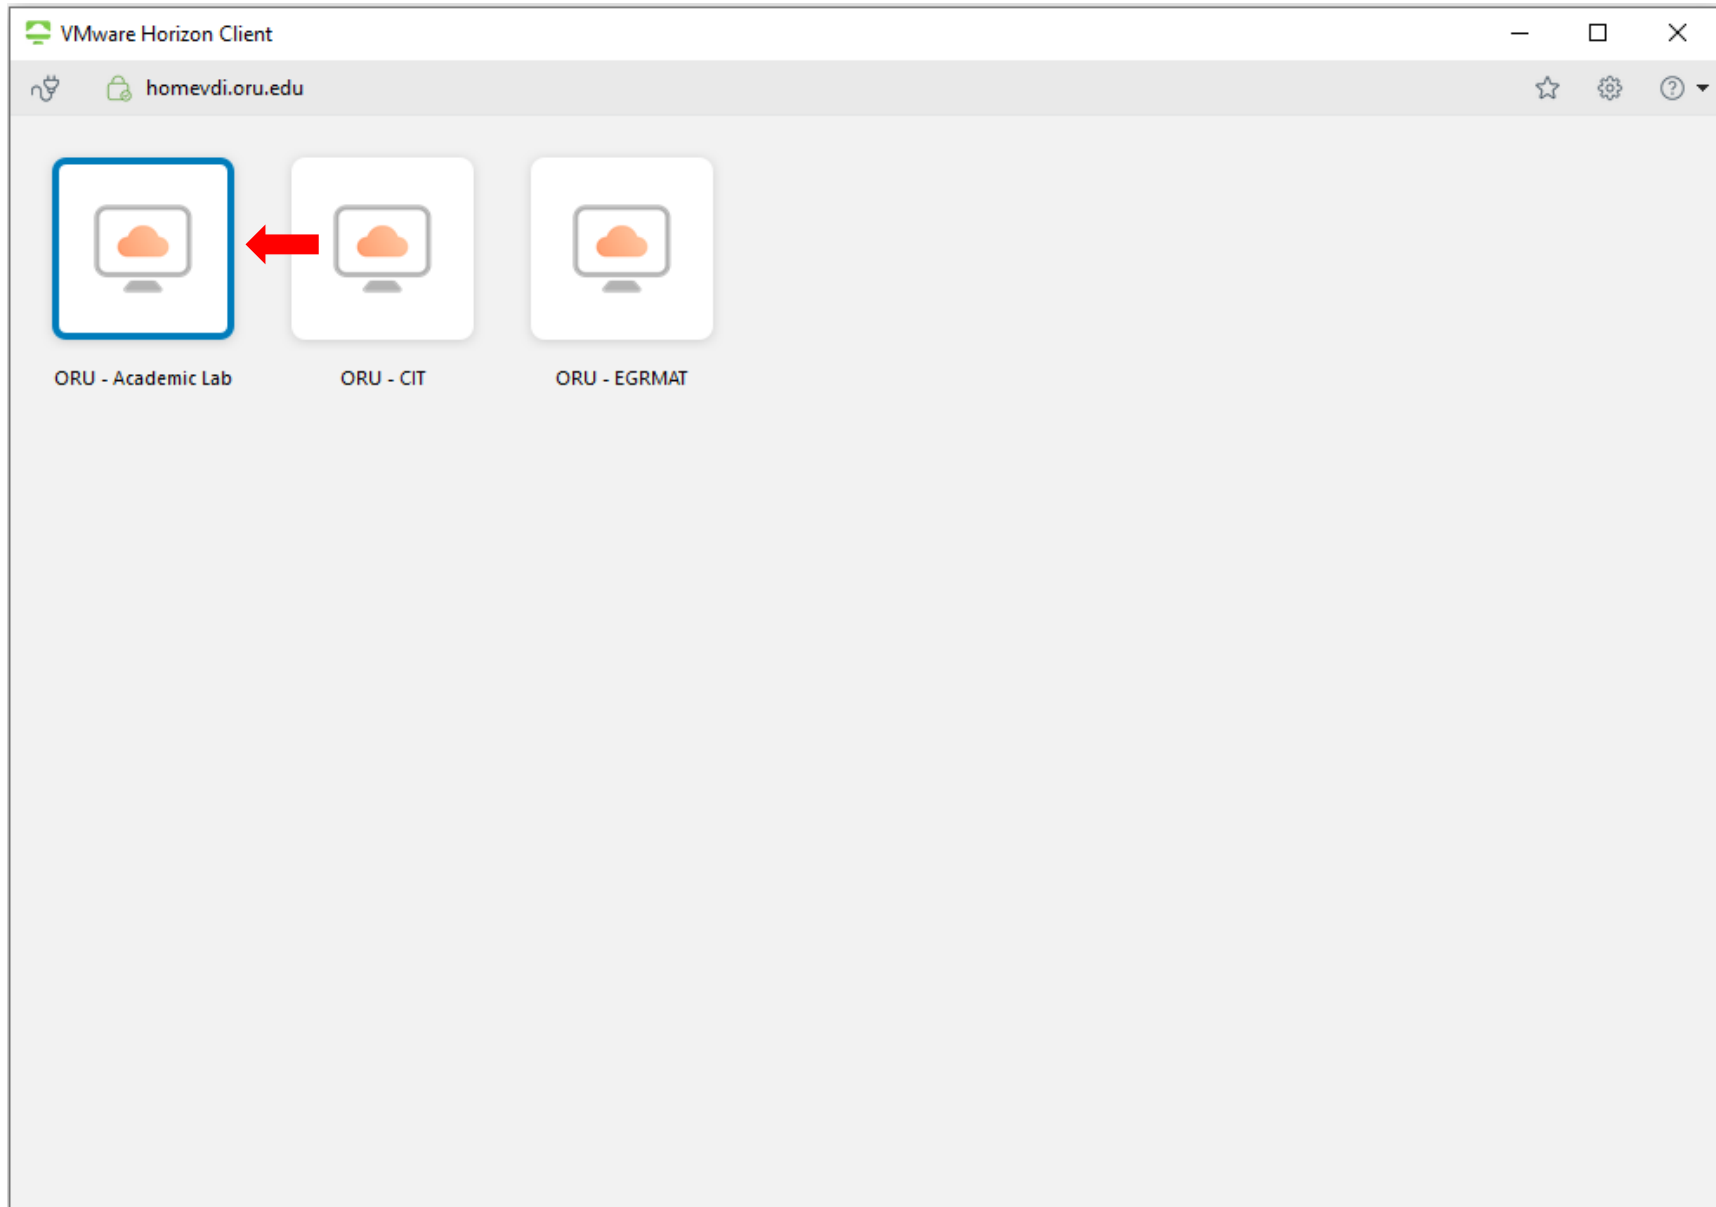 VMware Horizon Client
homevdi.oru.edu
ORU - Academic Lab
ORU - CIT
ORU - EGRMAT